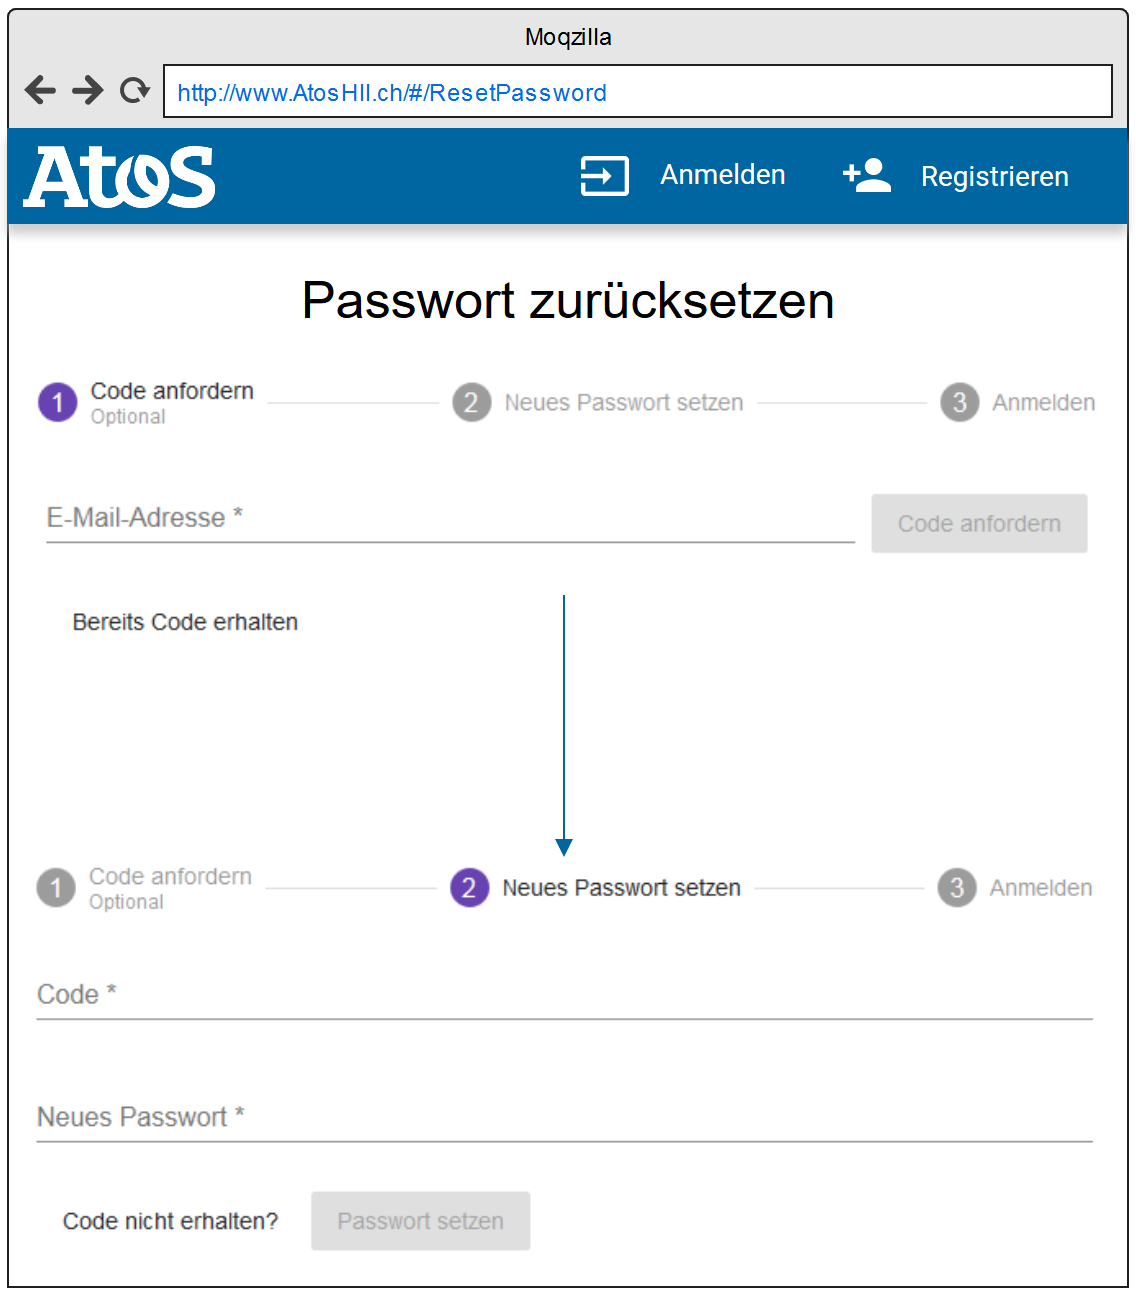 Moqzilla
http://www.AtosHII.ch/#/ResetPassword
Atos
Anmelden
Registrieren
Passwort zurücksetzen
1 Code anfordern
Optional
2 Neues Passwort setzen
3 Anmelden
E-Mail-Adresse *
Code anfordern
Bereits Code erhalten
1 Code anfordern
Optional
2 Neues Passwort setzen
3 Anmelden
Code *
Neues Passwort *
Code nicht erhalten?
Passwort setzen